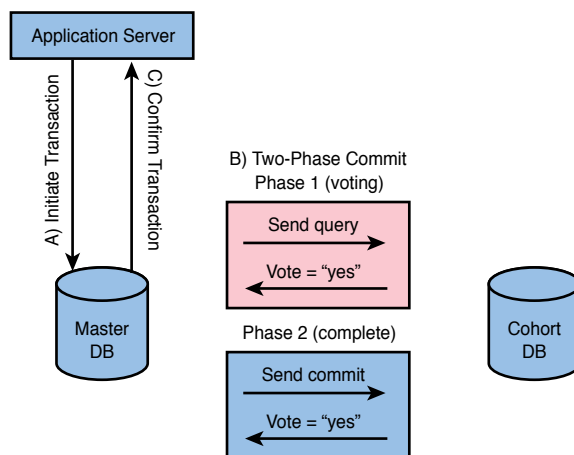 Application Server
A) Initiate Transaction
C) Confirm Transaction
B) Two-Phase Commit
Phase 1 (voting)
Send query
Vote = “yes”
Master
DB
Phase 2 (complete)
Send commit
Vote = “yes”
Cohort
DB